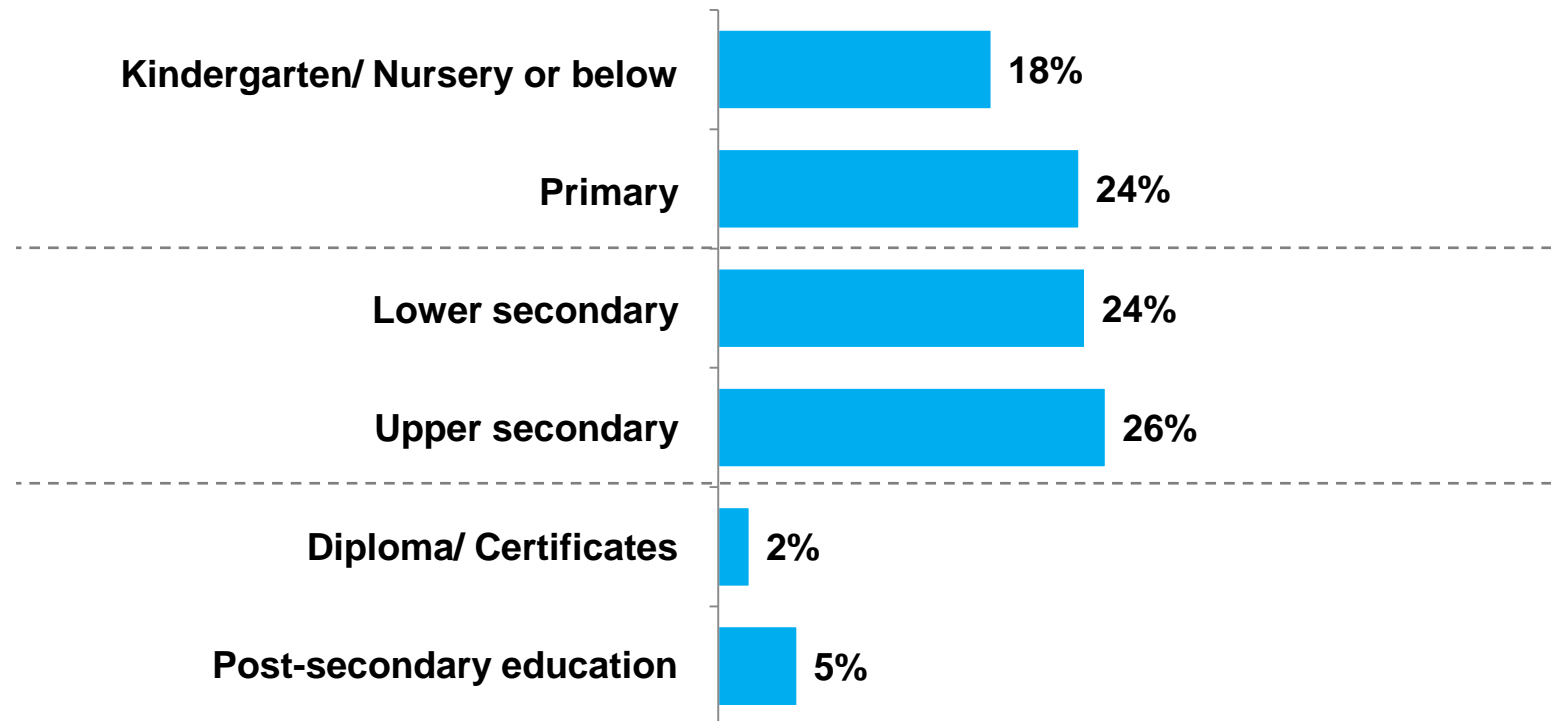 Kindergarten/ Nursery or below 18%
Primary 24%
Lower secondary 24%
Upper secondary 26%
Diploma/ Certificates 2%
Post-secondary education 5%